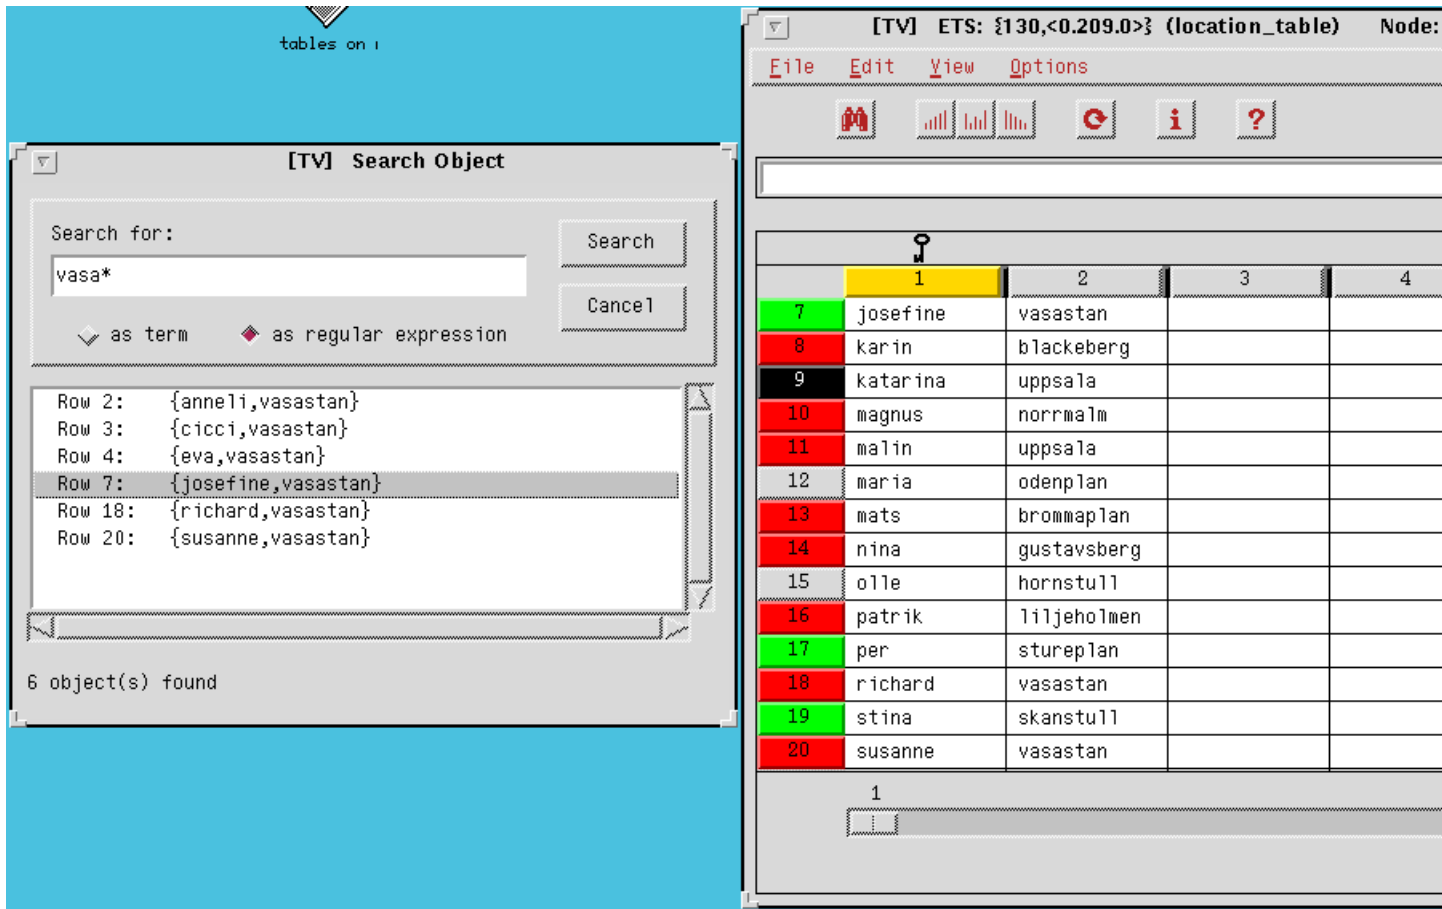 tables on
[TV] Search Object
Search for:
vasa*
Search
Cancel
as term
as regular expression
Row 2: {anneli,vasastan}
Row 3: {cicci,vasastan}
Row 4: {eva,vasastan}
Row 7: {josefine,vasastan}
Row 18: {richard,vasastan}
Row 20: {susanne,vasastan}
6 object(s) found
[TV] ETS: {130,<0.209.0>} (location_table) Node:
File Edit View Options
i ?
1 2 3 4
7 josefine vasastan
8 karin blackeberg
9 katarina uppsala
10 magnus norrmalm
11 malin uppsala
12 maria odenplan
13 mats brommaplan
14 nina gustavsberg
15 olle hornstull
16 patrik liljeholmen
17 per stureplan
18 richard vasastan
19 stina skanstull
20 susanne vasastan
1